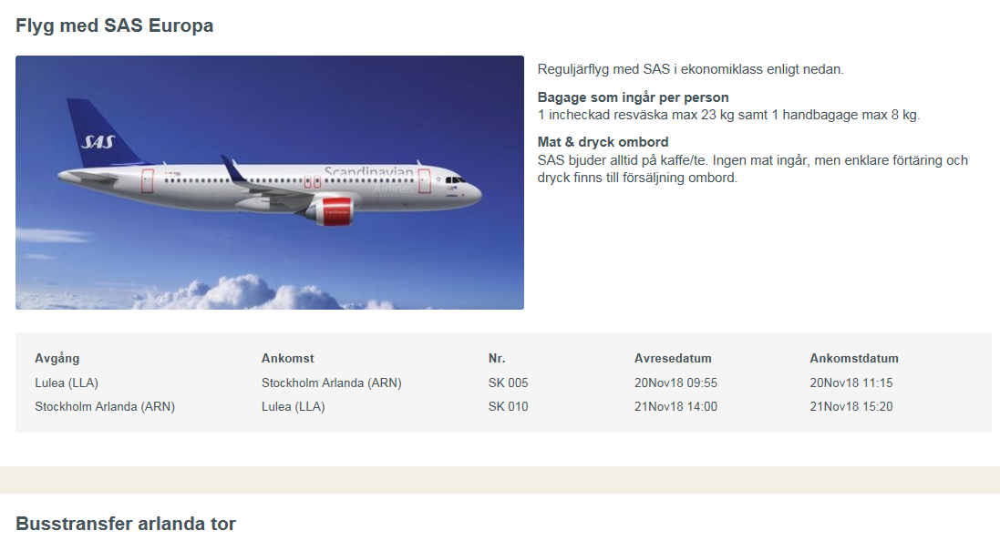 Flyg med SAS Europa
SAS
Scandinavian
Scandinavian
Reguljärflyg med SAS i ekonomiklass enligt nedan.
Bagage som ingår per person
1 incheckad resväska max 23 kg samt 1 handbagage max 8 kg.
Mat & dryck ombord
SAS bjuder alltid på kaffe/te. Ingen mat ingår, men enklare förtäring och
dryck finns till försäljning ombord.
Avgång Ankomst Nr. Avresedatum Ankomstdatum
Lulea (LLA) Stockholm Arlanda (ARN) SK 005 20Nov18 09:55 20Nov18 11:15
Stockholm Arlanda (ARN) Lulea (LLA) SK 010 21Nov18 14:00 21Nov18 15:20
Busstransfer arlanda tor